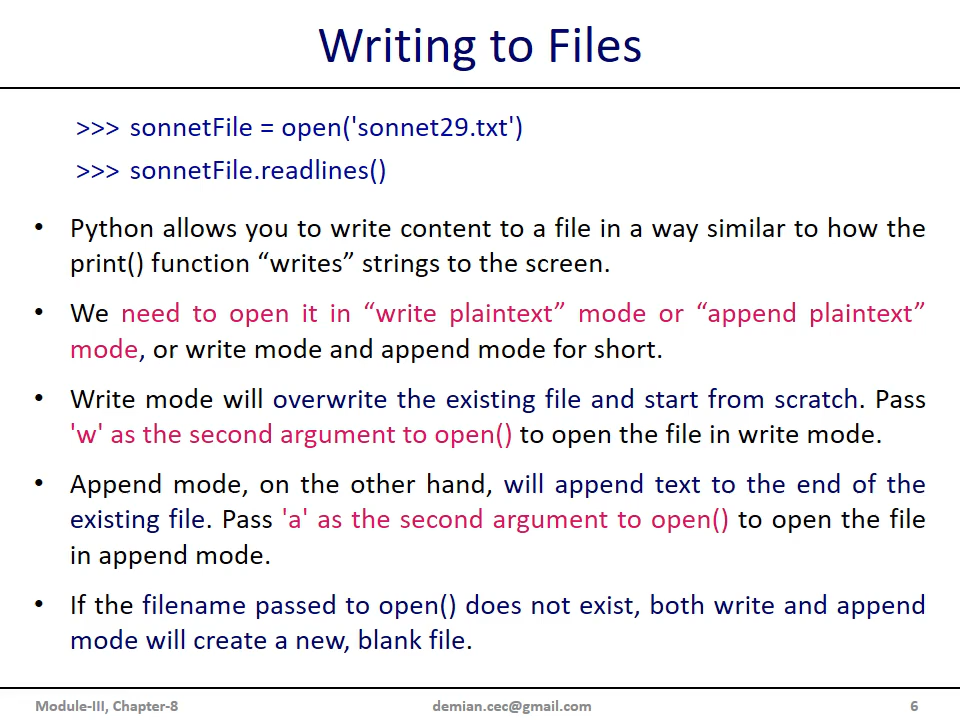 Writing to Files
>>> sonnetFile = open('sonnet29.txt')
>>> sonnetFile.readlines()
• Python allows you to write content to a file in a way similar to how the
print() function “writes” strings to the screen.
• We need to open it in “write plaintext” mode or “append plaintext”
mode, or write mode and append mode for short.
• Write mode will overwrite the existing file and start from scratch. Pass
'w' as the second argument to open() to open the file in write mode.
• Append mode, on the other hand, will append text to the end of the
existing file. Pass 'a' as the second argument to open() to open the file
in append mode.
• If the filename passed to open() does not exist, both write and append
mode will create a new, blank file.
Module-III, Chapter-8 demian.cec@gmail.com 6